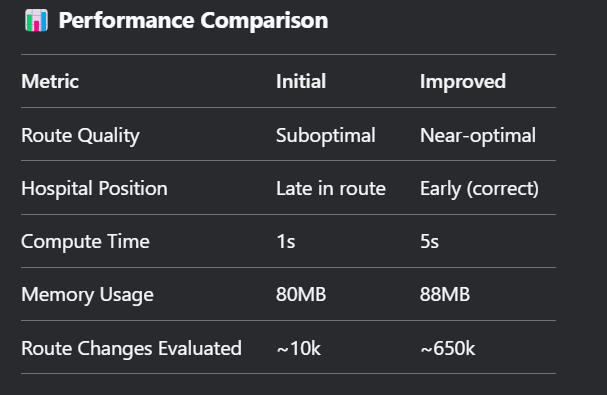 📊 Performance Comparison
Metric Initial Improved
Route Quality Suboptimal Near-optimal
Hospital Position Late in route Early (correct)
Compute Time 1s 5s
Memory Usage 80MB 88MB
Route Changes Evaluated ~10k ~650k